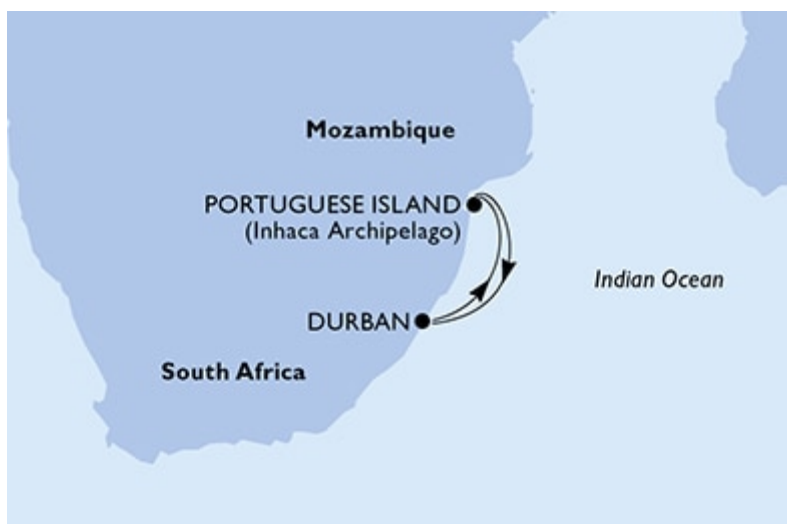 Mozambique
PORTUGUESE ISLAND
(Inhaca Archipelago)
Indian Ocean
DURBAN
South Africa